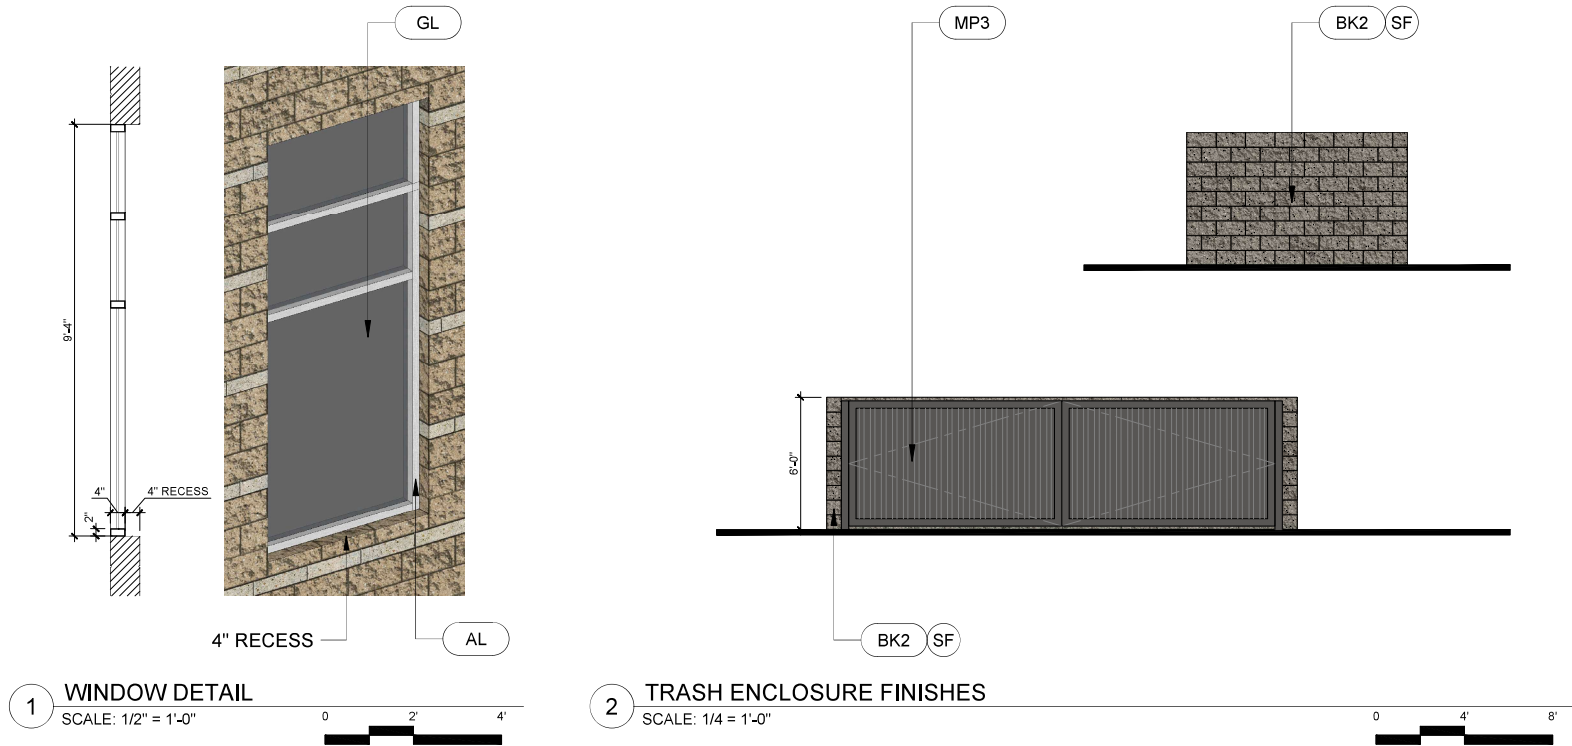 GL
MP3
BK2 SF
9'-4"
4" 4" RECESS
2"
6'-0"
4" RECESS
AL
BK2 SF
1 WINDOW DETAIL
SCALE: 1/2" = 1'-0"
0 2' 4'
2 TRASH ENCLOSURE FINISHES
SCALE: 1/4 = 1'-0"
0 4' 8'